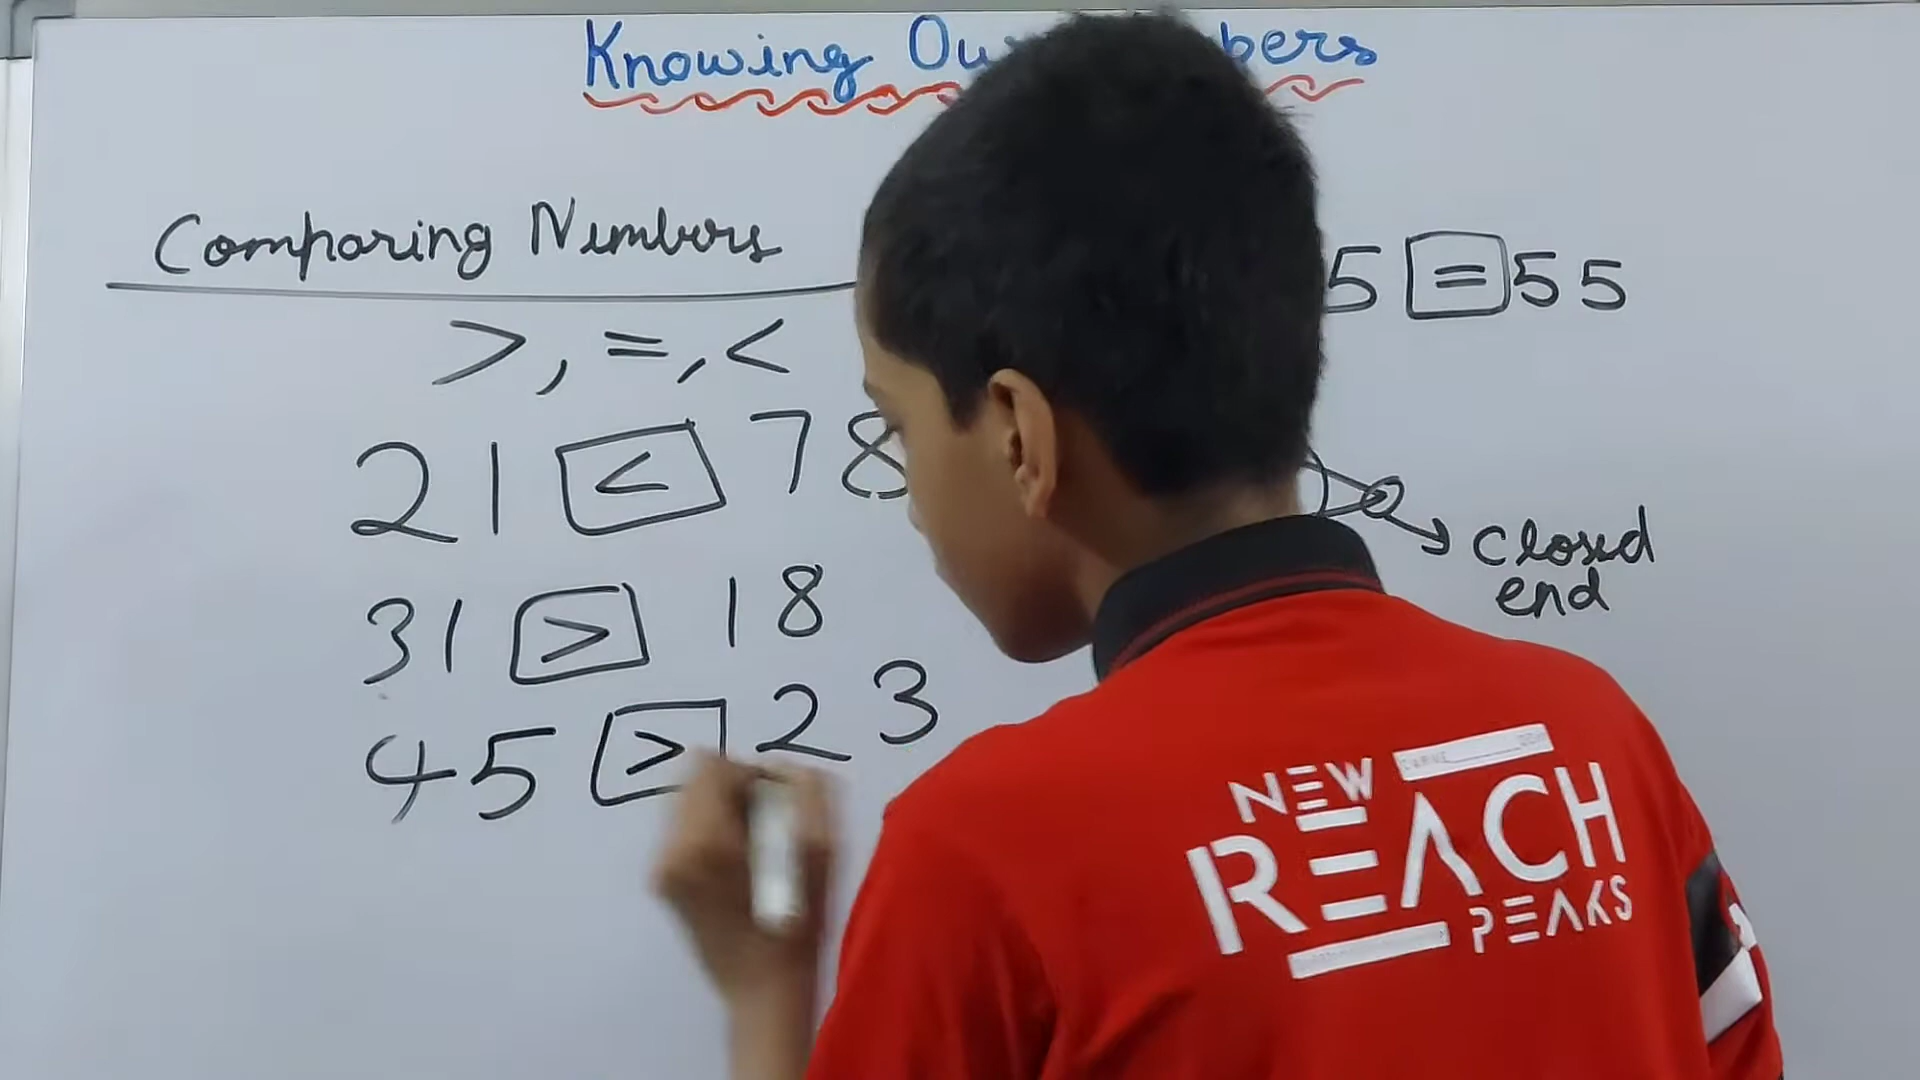 Knowing Ou bers
Comparing Numbers
>, =, <
21 < 78
31 > 18
45 > 23
5 = 55
closed
end
NEW
REACH
PEAKS